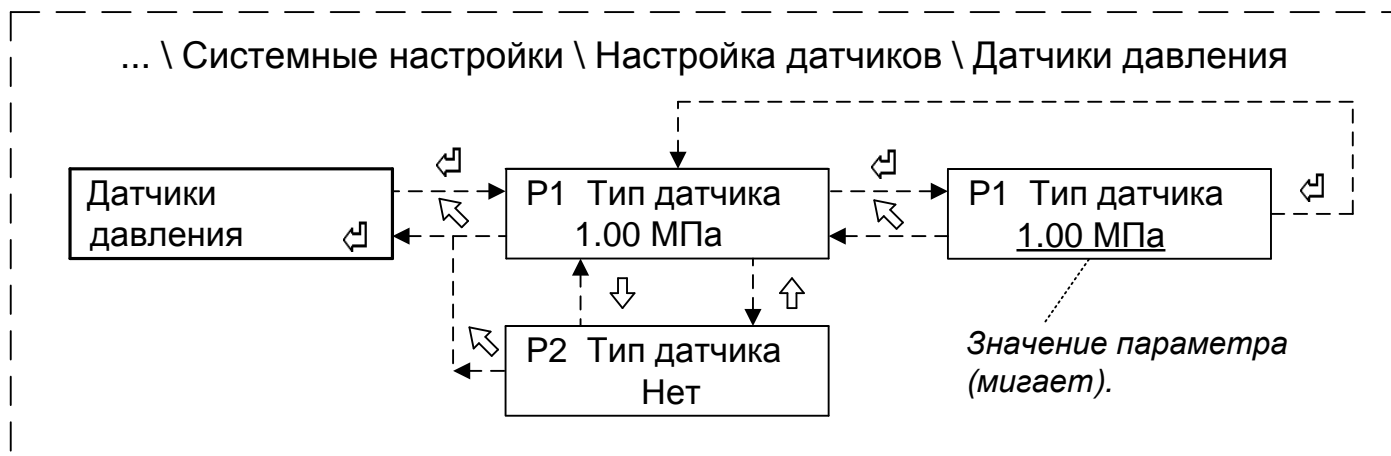 ... \ Системные настройки \ Настройка датчиков \ Датчики давления
Датчики
давления
P1 Тип датчика
1.00 МПа
P1 Тип датчика
1.00 МПа
P2 Тип датчика
Нет
Значение параметра
(мигает).